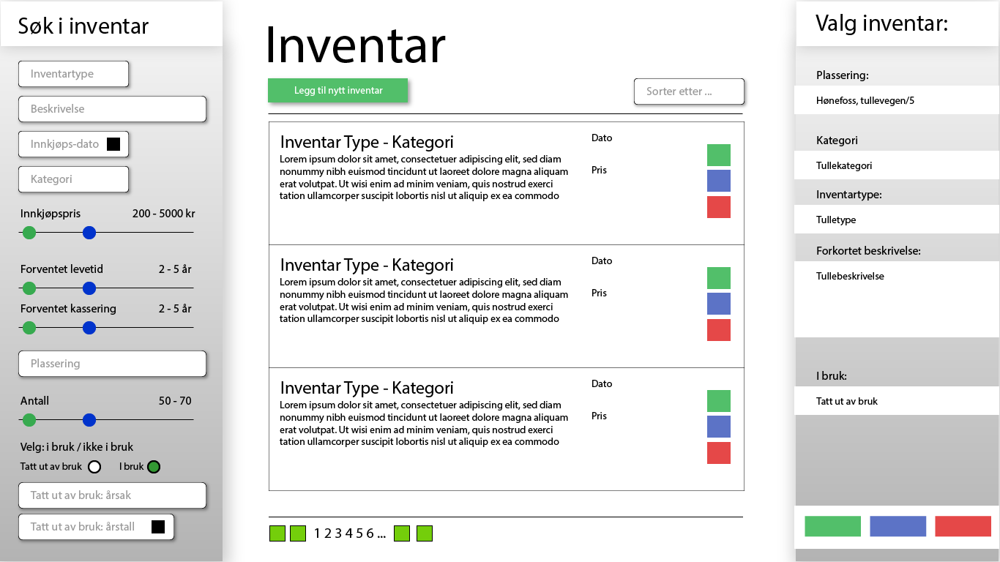 Søk i inventar
Inventartype
Beskrivelse
Innkjøps-dato
Kategori
Innkjøpspris 200 - 5000 kr
Forventet levetid 2 - 5 år
Forventet kassering 2 - 5 år
Plassering
Antall 50 - 70
Velg: i bruk / ikke i bruk
Tatt ut av bruk I bruk
Tatt ut av bruk: årsak
Tatt ut av bruk: årstall
Inventar
Legg til nytt inventar
Sorter etter ...
Inventar Type - Kategori
Lorem ipsum dolor sit amet, consectetuer adipiscing elit, sed diam
nonummy nibh euismod tincidunt ut laoreet dolore magna aliquam
erat volutpat. Ut wisi enim ad minim veniam, quis nostrud exerci
tation ullamcorper suscipit lobortis nisl ut aliquip ex ea commodo
Dato
Pris
Inventar Type - Kategori
Lorem ipsum dolor sit amet, consectetuer adipiscing elit, sed diam
nonummy nibh euismod tincidunt ut laoreet dolore magna aliquam
erat volutpat. Ut wisi enim ad minim veniam, quis nostrud exerci
tation ullamcorper suscipit lobortis nisl ut aliquip ex ea commodo
Dato
Pris
Inventar Type - Kategori
Lorem ipsum dolor sit amet, consectetuer adipiscing elit, sed diam
nonummy nibh euismod tincidunt ut laoreet dolore magna aliquam
erat volutpat. Ut wisi enim ad minim veniam, quis nostrud exerci
tation ullamcorper suscipit lobortis nisl ut aliquip ex ea commodo
Dato
Pris
1 2 3 4 5 6 ...
Valg inventar:
Plassering:
Hønefoss, tullevegen/5
Kategori
Tullekategori
Inventartype:
Tulletype
Forkortet beskrivelse:
Tullebeskrivelse
I bruk:
Tatt ut av bruk